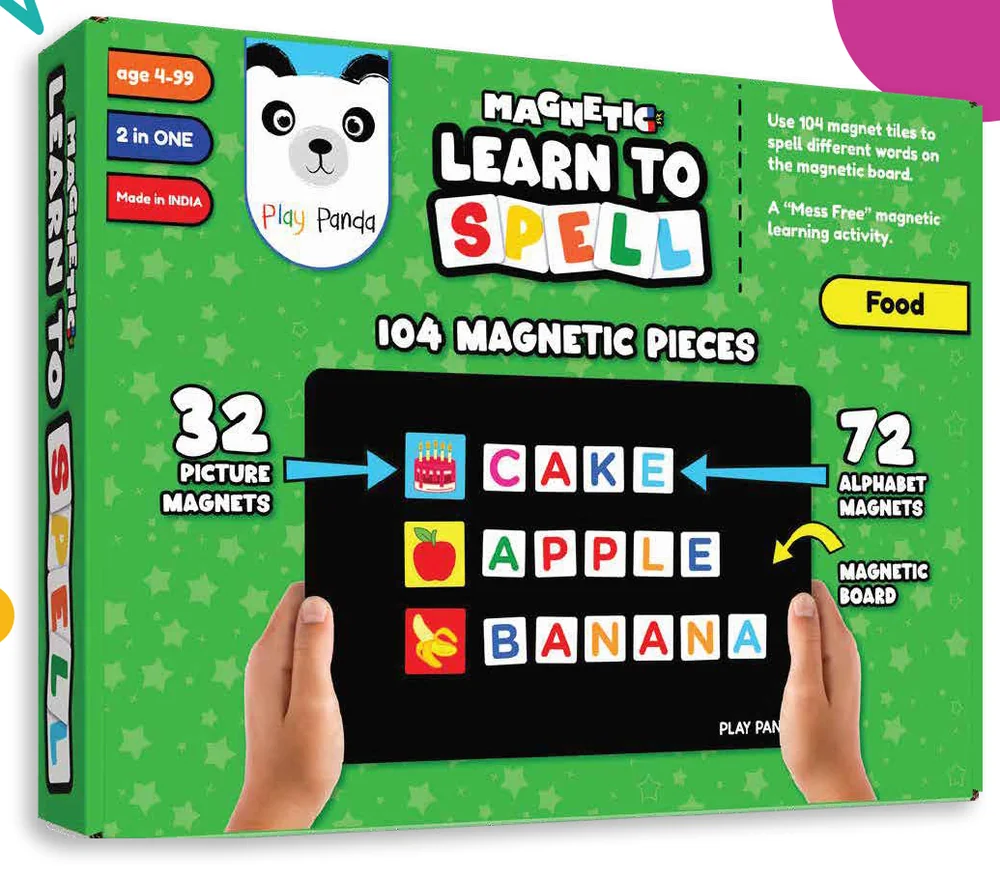 MAGNETIC
LEARN TO
SPELL
age 4-99
2 in ONE
Made in INDIA
Play Panda
MAGNETIC
LEARN TO
SPELL
Use 104 magnet tiles to
spell different words on
the magnetic board.
A “Mess Free” magnetic
learning activity.
Food
104 MAGNETIC PIECES
32
PICTURE
MAGNETS
CAKE
APPLE
BANANA
72
ALPHABET
MAGNETS
MAGNETIC
BOARD
PLAY PAN